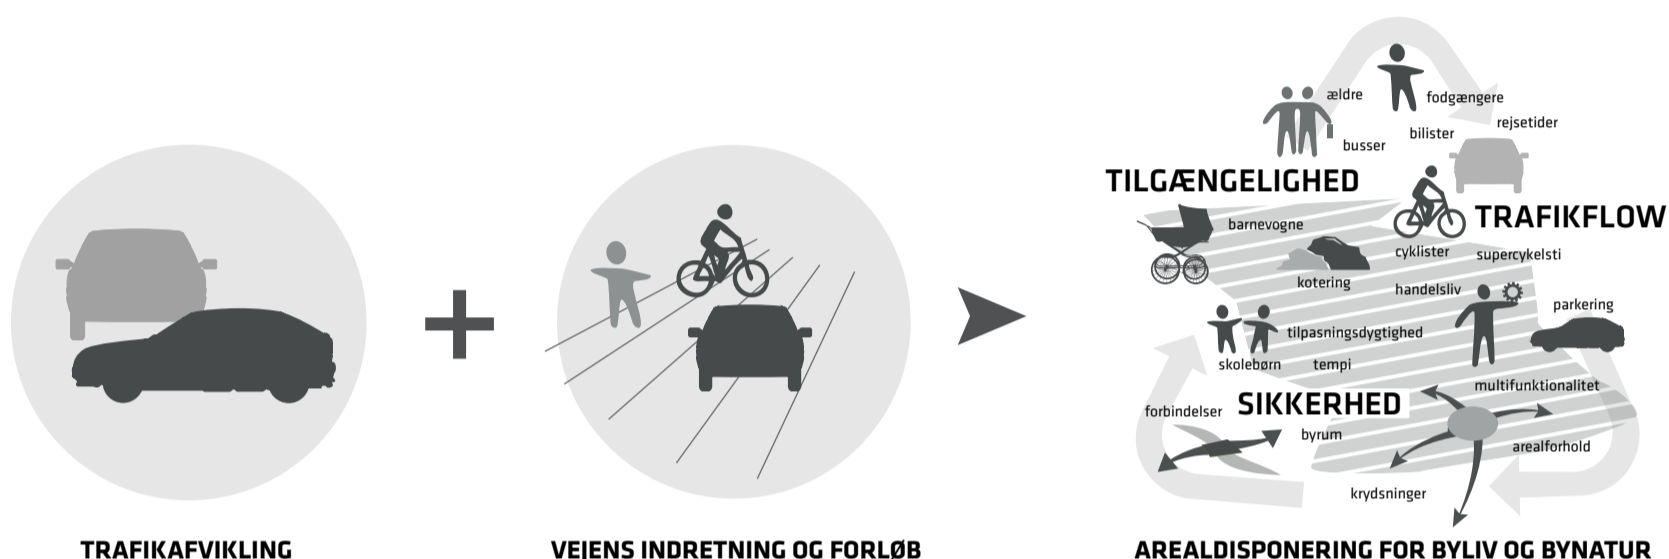 ældre
fodgængere
rejsetider
bilister
busser
TILGÆNGELIGHED
TRAFIKFLOW
barnevogne
cyklister
supercykelsti
kotering
handelsliv
parkering
tilpasningsdygtighed
skolebørn
tempi
multifunktionalitet
forbindelser
SIKKERHED
byrum
arealforhold
krydsninger
TRAFIKAFVIKLING
VEJENS INDRETNING OG FORLØB
AREALDISPONERING FOR BYLIV OG BYNATUR